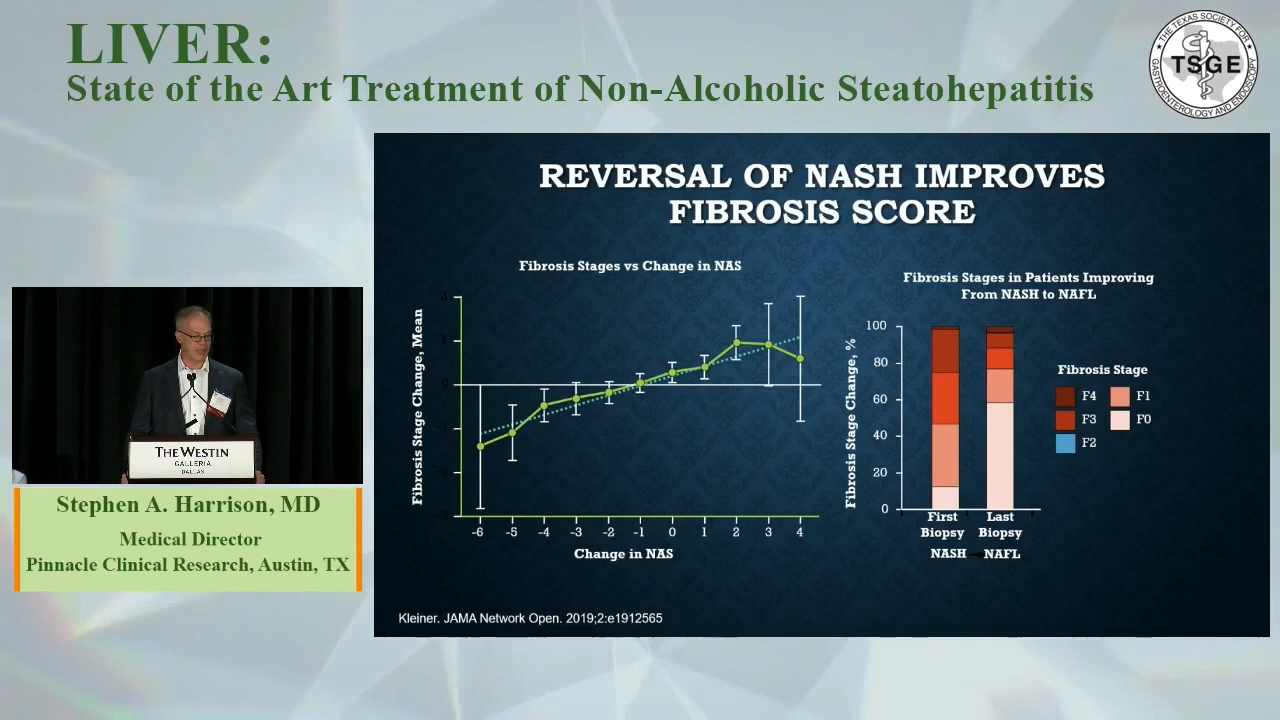 LIVER:
State of the Art Treatment of Non-Alcoholic Steatohepatitis
THE TEXAS SOCIETY FOR
GASTROENTEROLOGY AND ENDOSCOPY
TSGE
REVERSAL OF NASH IMPROVES
FIBROSIS SCORE
Fibrosis Stages vs Change in NAS
Fibrosis Stage Change, Mean
2
1
0
-1
-6 -5 -4 -3 -2 -1 0 1 2 3 4
Change in NAS
Fibrosis Stages in Patients Improving
From NASH to NAFL
Fibrosis Stage Change, %
100
80
60
40
20
0
First
Biopsy
Last
Biopsy
NASH
NAFL
Fibrosis Stage
F4 F1
F3 F0
F2
Kleiner. JAMA Network Open. 2019;2:e1912565
THE WESTIN
GALLERIA
DALLAS
Stephen A. Harrison, MD
Medical Director
Pinnacle Clinical Research, Austin, TX